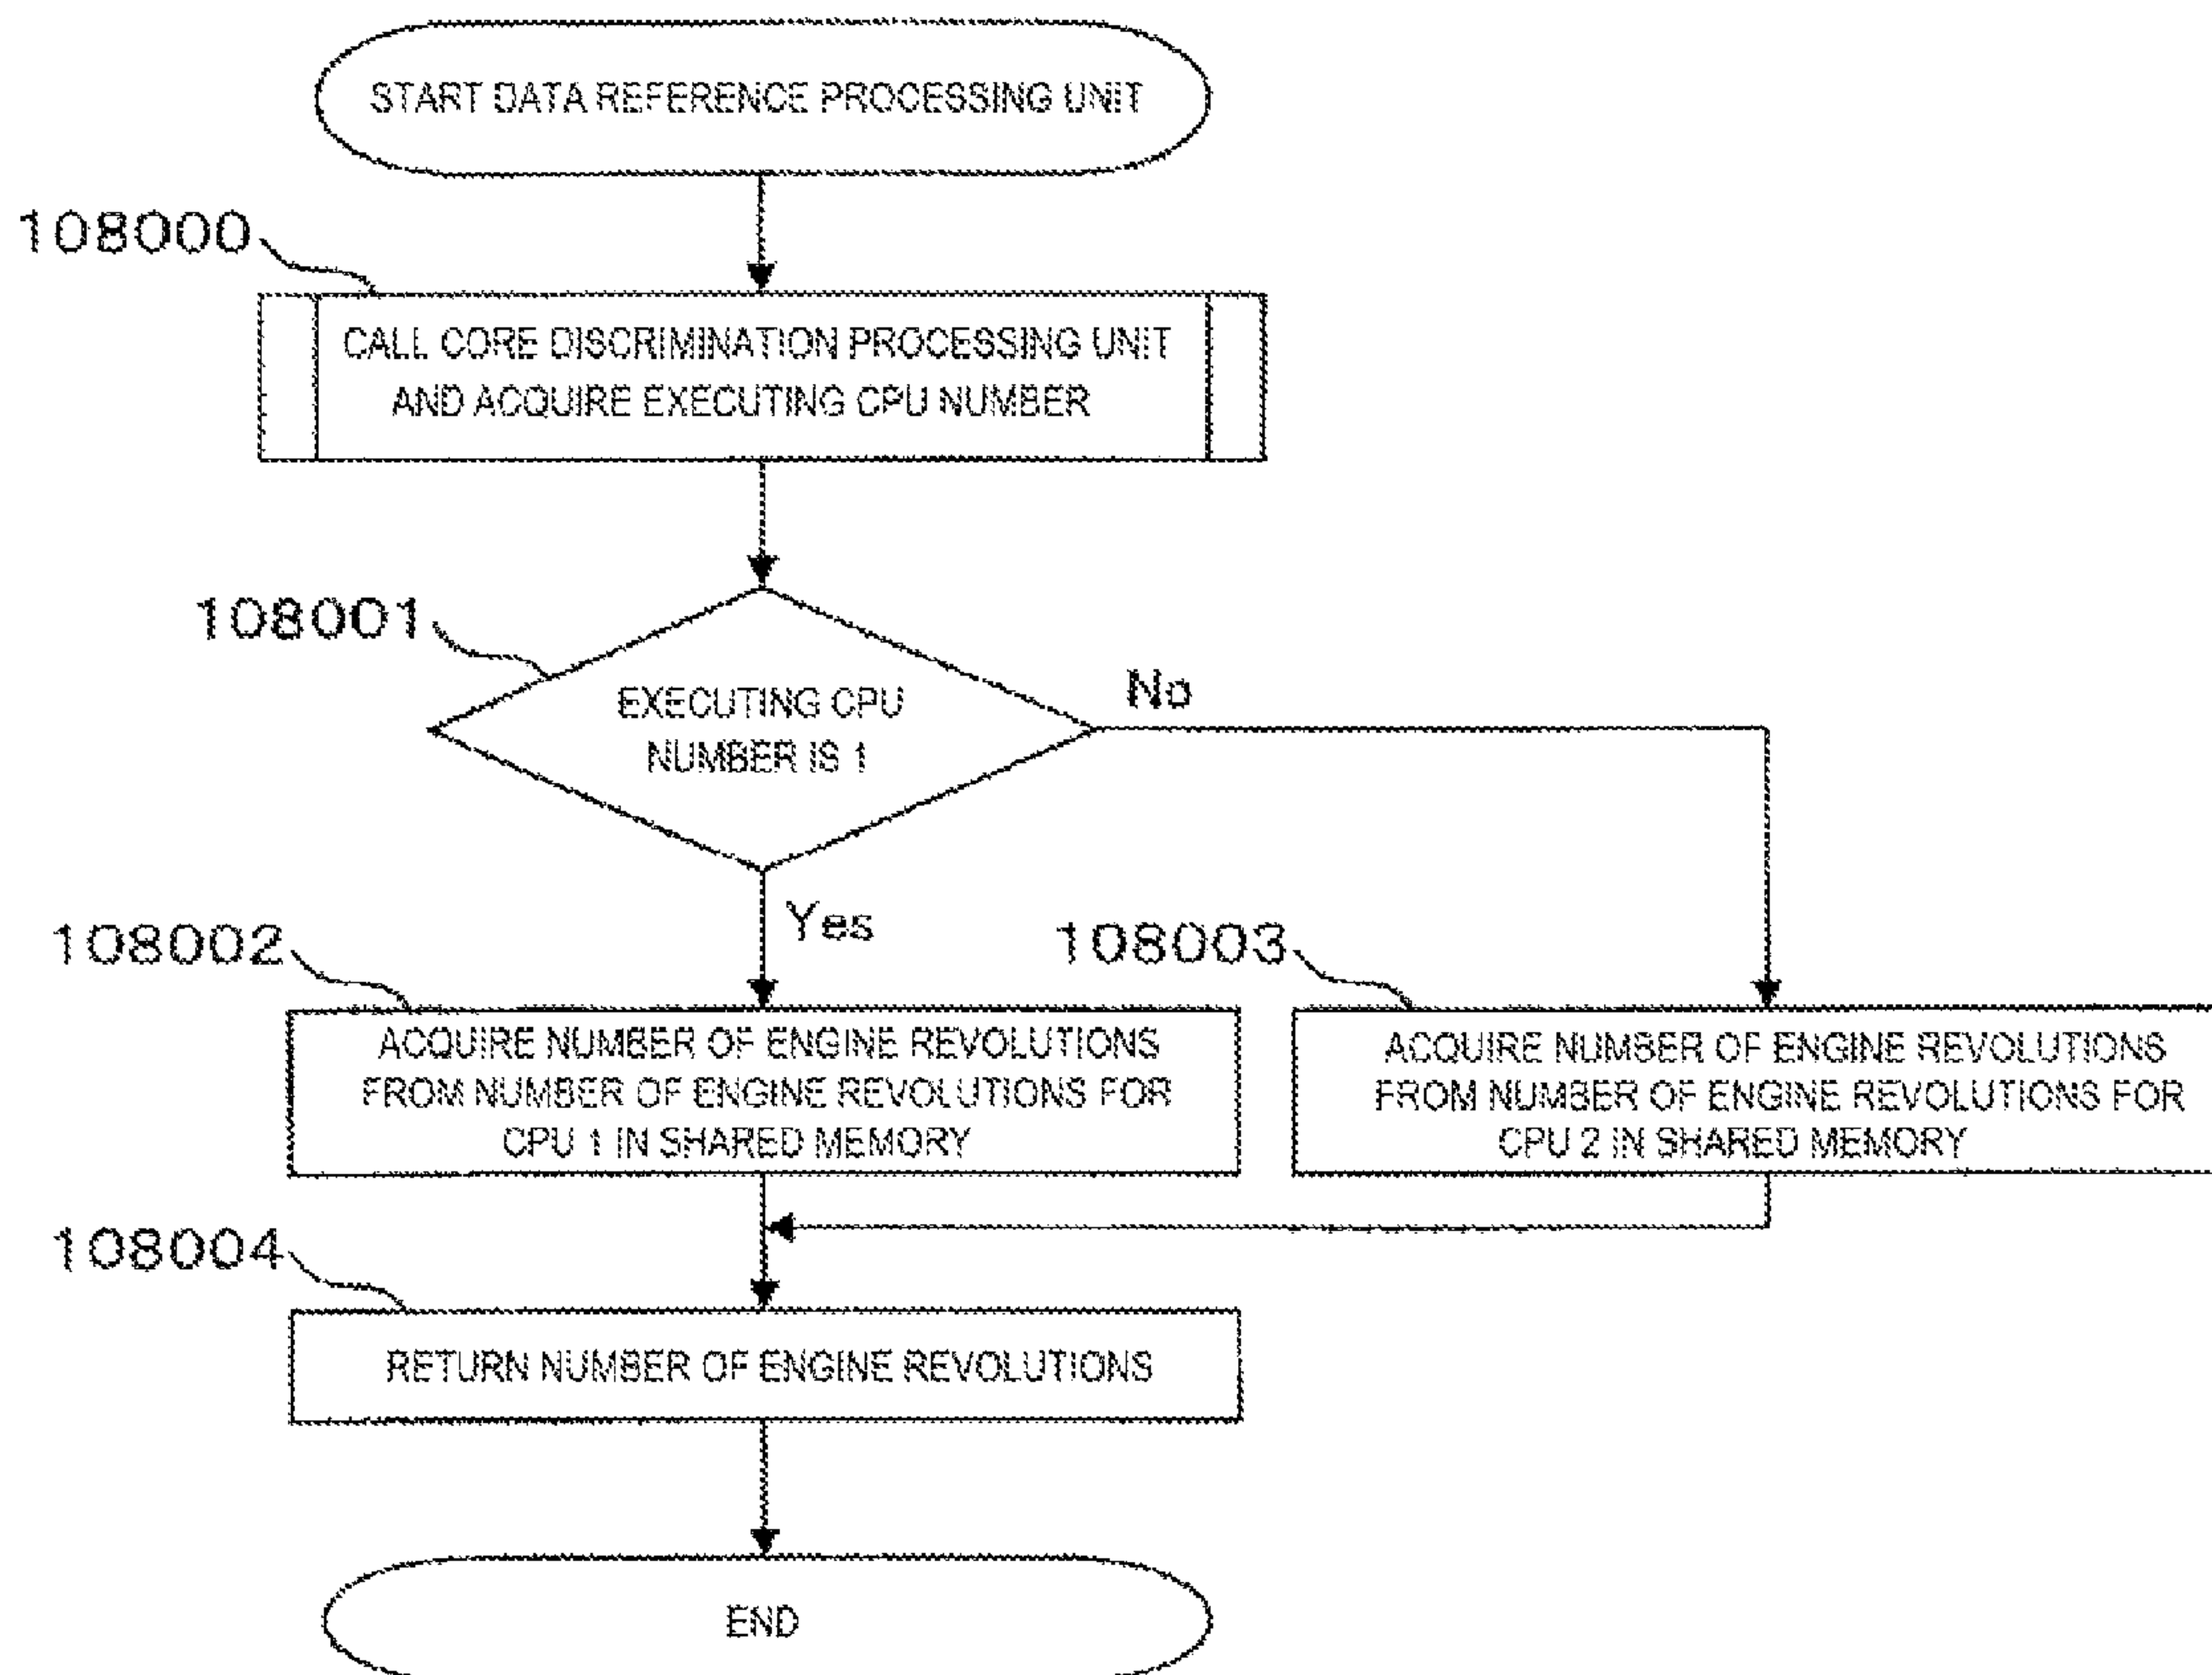 START DATA REFERENCE PROCESSING UNIT
108000
CALL CORE DISCRIMINATION PROCESSING UNIT
AND ACQUIRE EXECUTING CPU NUMBER
108001
EXECUTING CPU
NUMBER IS 1
No
Yes
108002
ACQUIRE NUMBER OF ENGINE REVOLUTIONS
FROM NUMBER OF ENGINE REVOLUTIONS FOR
CPU 1 IN SHARED MEMORY
108003
ACQUIRE NUMBER OF ENGINE REVOLUTIONS
FROM NUMBER OF ENGINE REVOLUTIONS FOR
CPU 2 IN SHARED MEMORY
108004
RETURN NUMBER OF ENGINE REVOLUTIONS
END